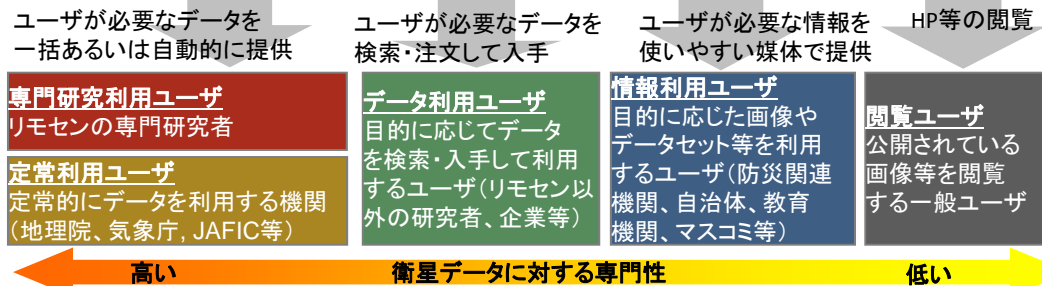 ユーザが必要なデータを
一括あるいは自動的に提供
ユーザが必要なデータを
検索・注文して入手
ユーザが必要な情報を
使いやすい媒体で提供
HP等の閲覧
専門研究利用ユーザ
リモセンの専門研究者
定常利用ユーザ
定常的にデータを利用する機関
（地理院、気象庁, JAFIC等）
データ利用ユーザ
目的に応じてデータ
を検索・入手して利用
するユーザ（リモセン以
外の研究者、企業等）
情報利用ユーザ
目的に応じた画像や
データセット等を利用
するユーザ（防災関連
機関、自治体、教育
機関、マスコミ等）
閲覧ユーザ
公開されている
画像等を閲覧
する一般ユーザ
高い
衛星データに対する専門性
低い